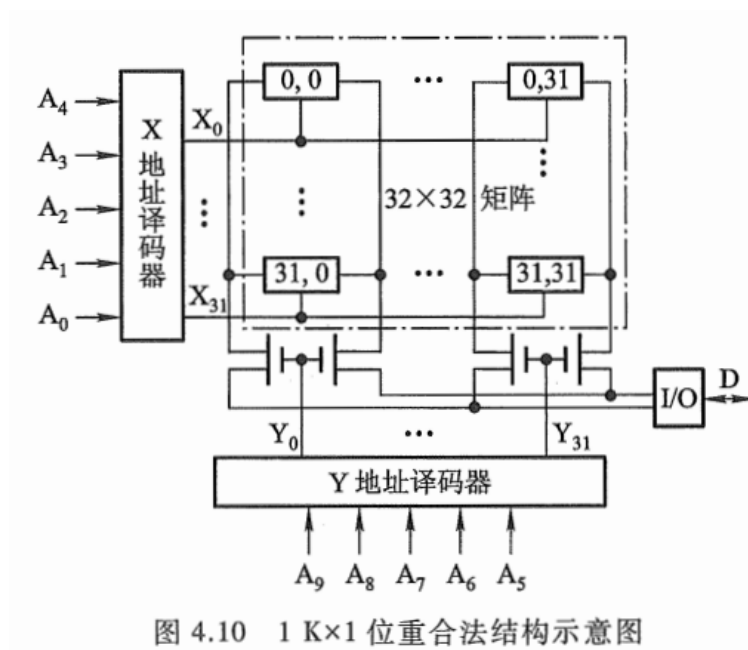 0, 0
…
0,31
A₄
X
地址译码器
X₀
A₃
⋮
A₂
⋮
⋮
32×32 矩阵
A₁
31, 0
…
31,31
A₀
X₃₁
D
I/O
Y₀
…
Y₃₁
Y 地址译码器
A₉
A₈
A₇
A₆
A₅
图 4.10 1 K×1 位重合法结构示意图